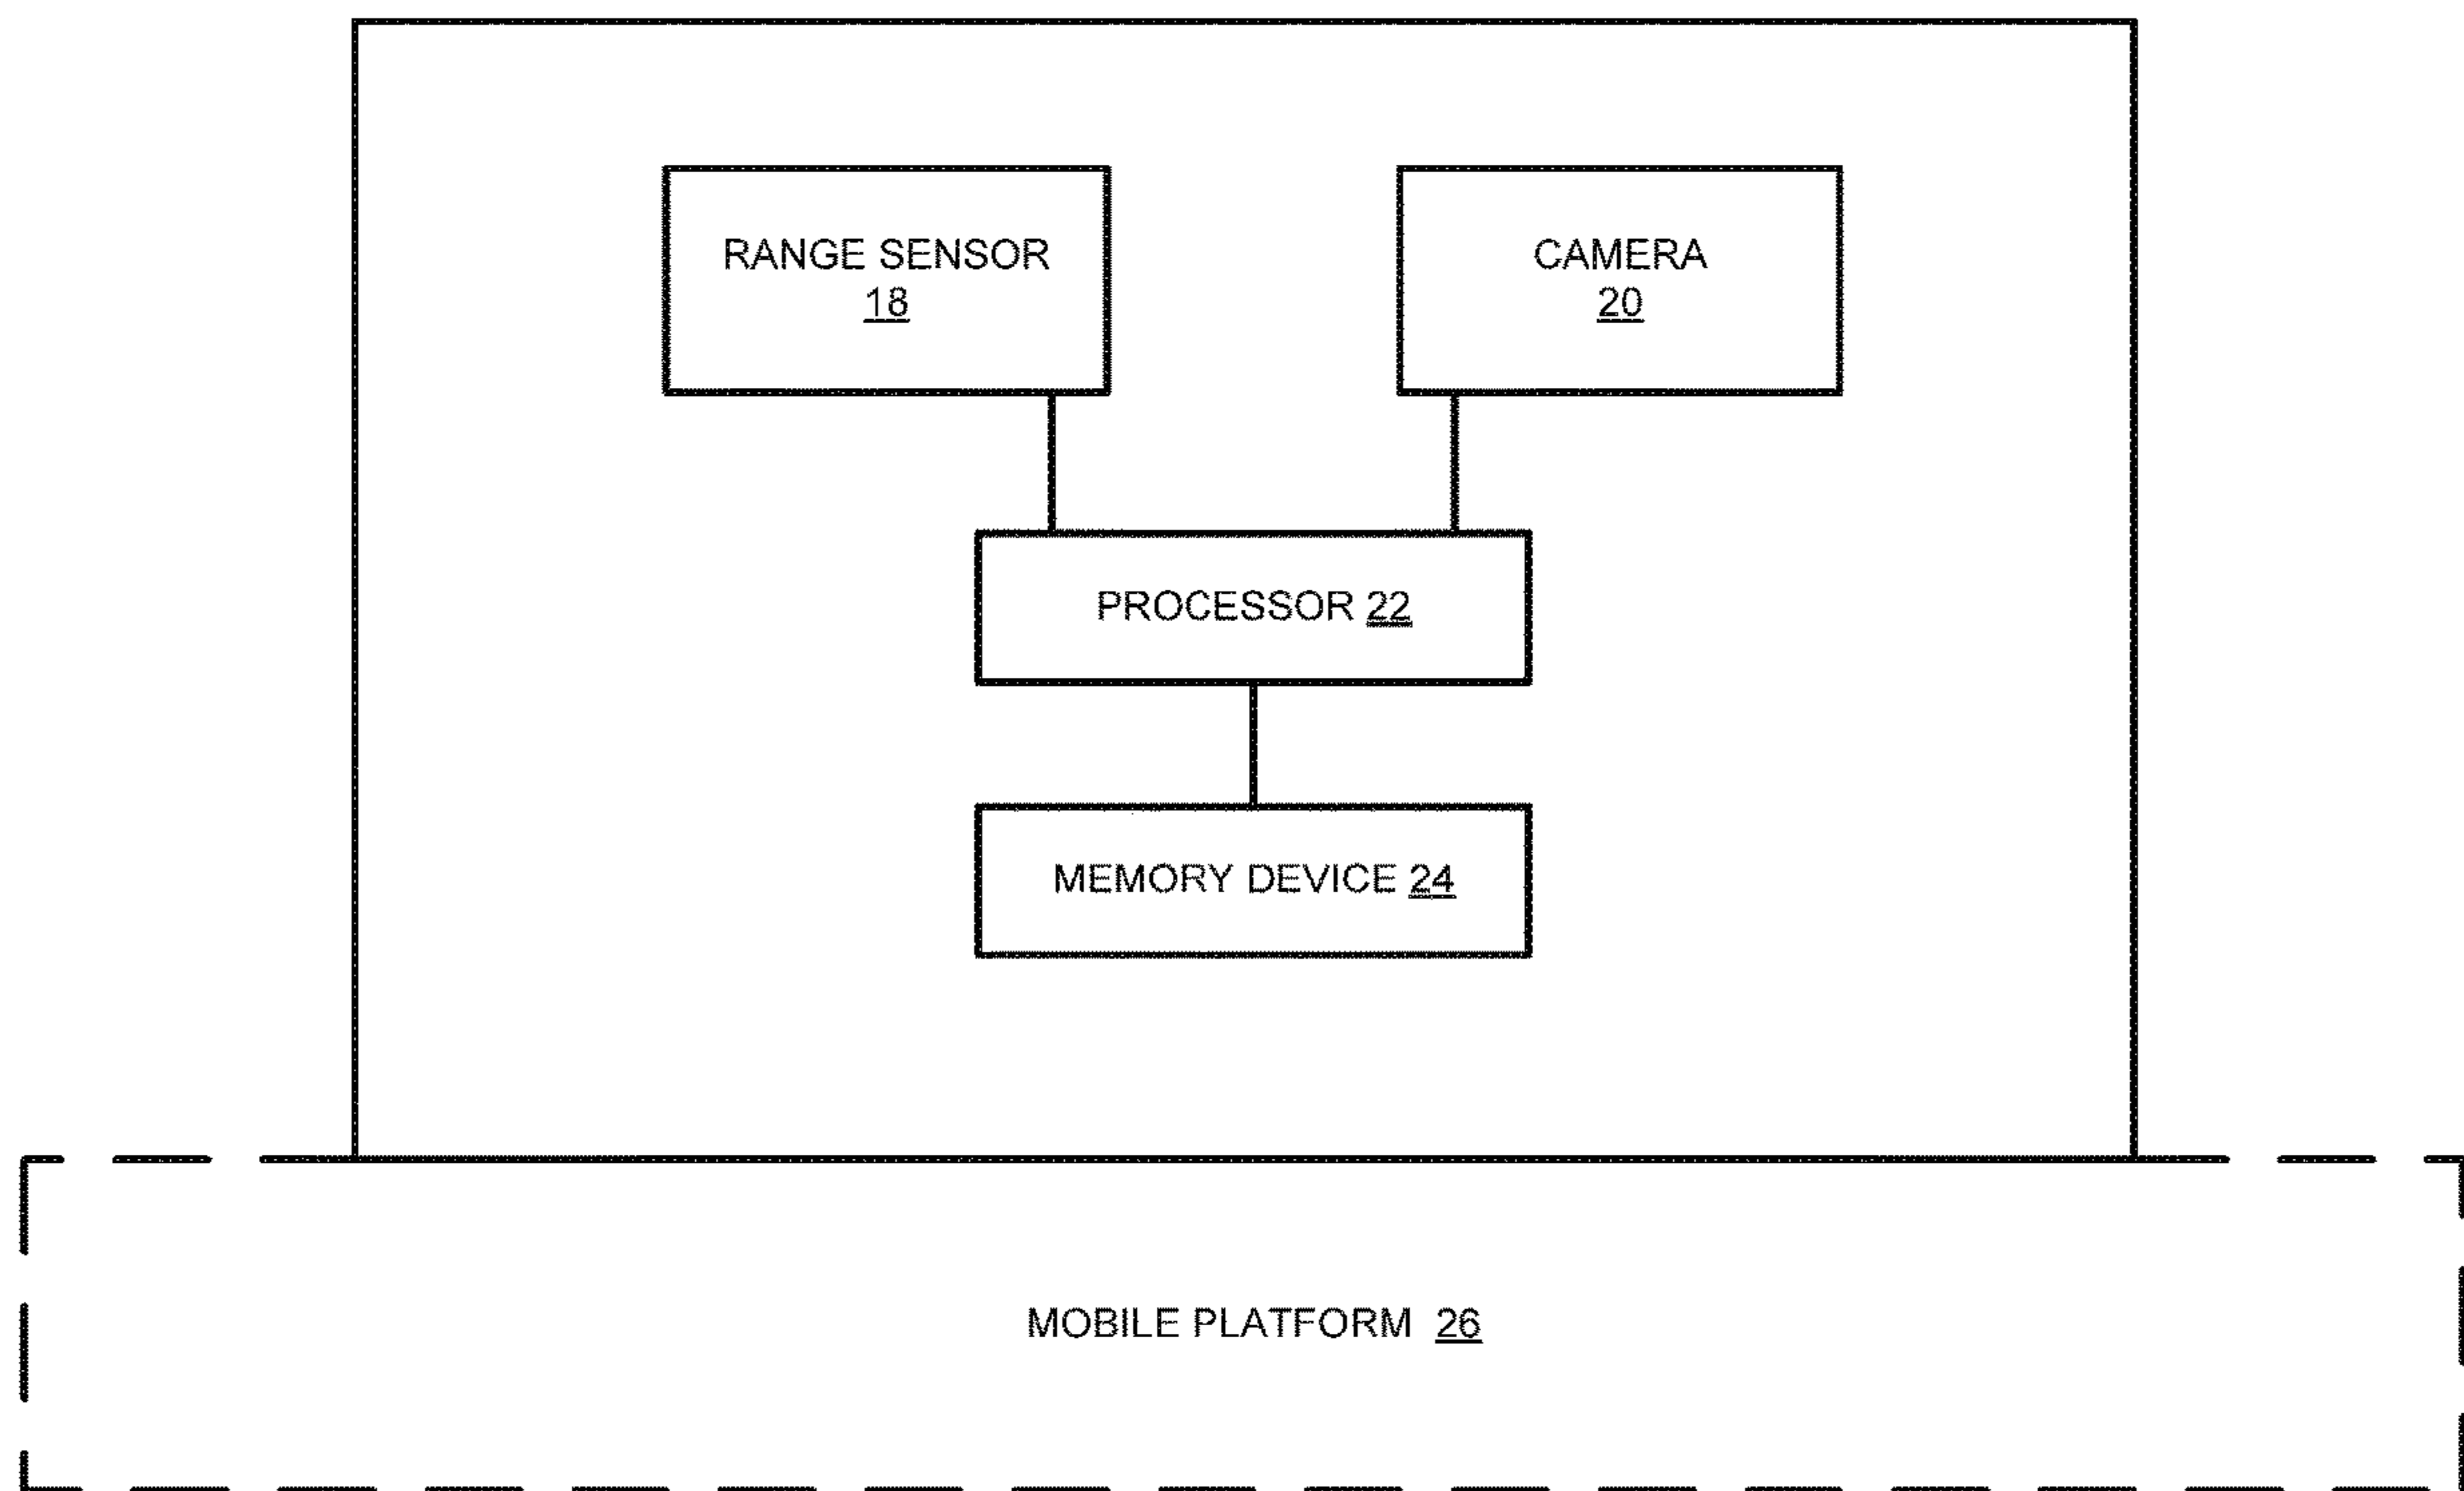 RANGE SENSOR
18
CAMERA
20
PROCESSOR 22
MEMORY DEVICE 24
MOBILE PLATFORM 26